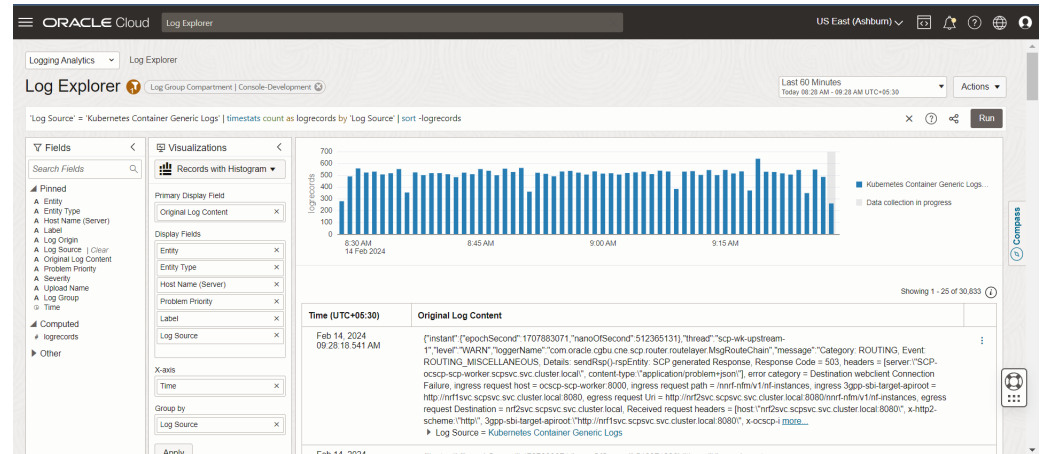 ORACLE Cloud
Log Explorer
US East (Ashburn)
Logging Analytics
Log Explorer
Log Explorer
Log Group Compartment | Console-Development
Last 60 Minutes
Today 08:28 AM - 09:28 AM UTC+05:30
Actions
'Log Source' = 'Kubernetes Container Generic Logs' | timestats count as logrecords by 'Log Source' | sort -logrecords
Run
Fields
Search Fields
Pinned
A Entity
A Entity Type
A Host Name (Server)
A Label
A Log Origin
A Log Source | Clear
A Original Log Content
A Problem Priority
A Severity
A Upload Name
A Log Group
Time
Computed
# logrecords
Other
Visualizations
Records with Histogram
Primary Display Field
Original Log Content
Display Fields
Entity
Entity Type
Host Name (Server)
Problem Priority
Label
Log Source
X-axis
Time
Group by
Log Source
Apply
logrecords
700
600
500
400
300
200
100
0
8:30 AM
14 Feb 2024
8:45 AM
9:00 AM
9:15 AM
Kubernetes Container Generic Logs...
Data collection in progress
Compass
Showing 1 - 25 of 30,833
Time (UTC+05:30)
Original Log Content
Feb 14, 2024
09:28:18.541 AM
{"instant":{"epochSecond":1707883071,"nanoOfSecond":512365131},"thread":"scp-wk-upstream-
1","level":"WARN","loggerName":"com.oracle.cgbu.cne.scp.router.routelayer.MsgRouteChain","message":"Category: ROUTING, Event:
ROUTING_MISCELLANEOUS, Details: sendRsp()-rspEntity: SCP generated Response, Response Code = 503, headers = [server:\"SCP-
ocscp-scp-worker.scpsvc.svc.cluster.local\", content-type:\"application/problem+json\"], error category = Destination webclient Connection
Failure, ingress request host = ocscp-scp-worker:8000, ingress request path = /nnrf-nfm/v1/nf-instances, ingress 3gpp-sbi-target-apiroot =
http://nrf1svc.scpsvc.svc.cluster.local:8080, egress request Uri = http://nrf2svc.scpsvc.svc.cluster.local:8080/nnrf-nfm/v1/nf-instances, egress
request Destination = nrf2svc.scpsvc.svc.cluster.local, Received request headers = [host:\"nrf2svc.scpsvc.svc.cluster.local:8080\", x-http2-
scheme:\"http\", 3gpp-sbi-target-apiroot:\"http://nrf1svc.scpsvc.svc.cluster.local:8080\", x-ocscp-i more...
Log Source = Kubernetes Container Generic Logs
Feb 14, 2024